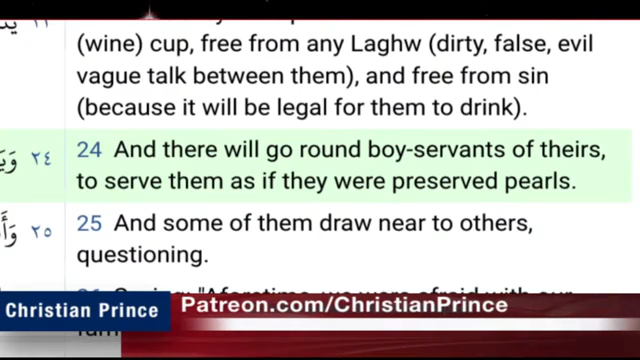 (wine) cup, free from any Laghw (dirty, false, evil
vague talk between them), and free from sin
(because it will be legal for them to drink).
٢٤ 24 And there will go round boy-servants of theirs,
to serve them as if they were preserved pearls.
٢٥ 25 And some of them draw near to others,
questioning.
Christian Prince
Patreon.com/ChristianPrince